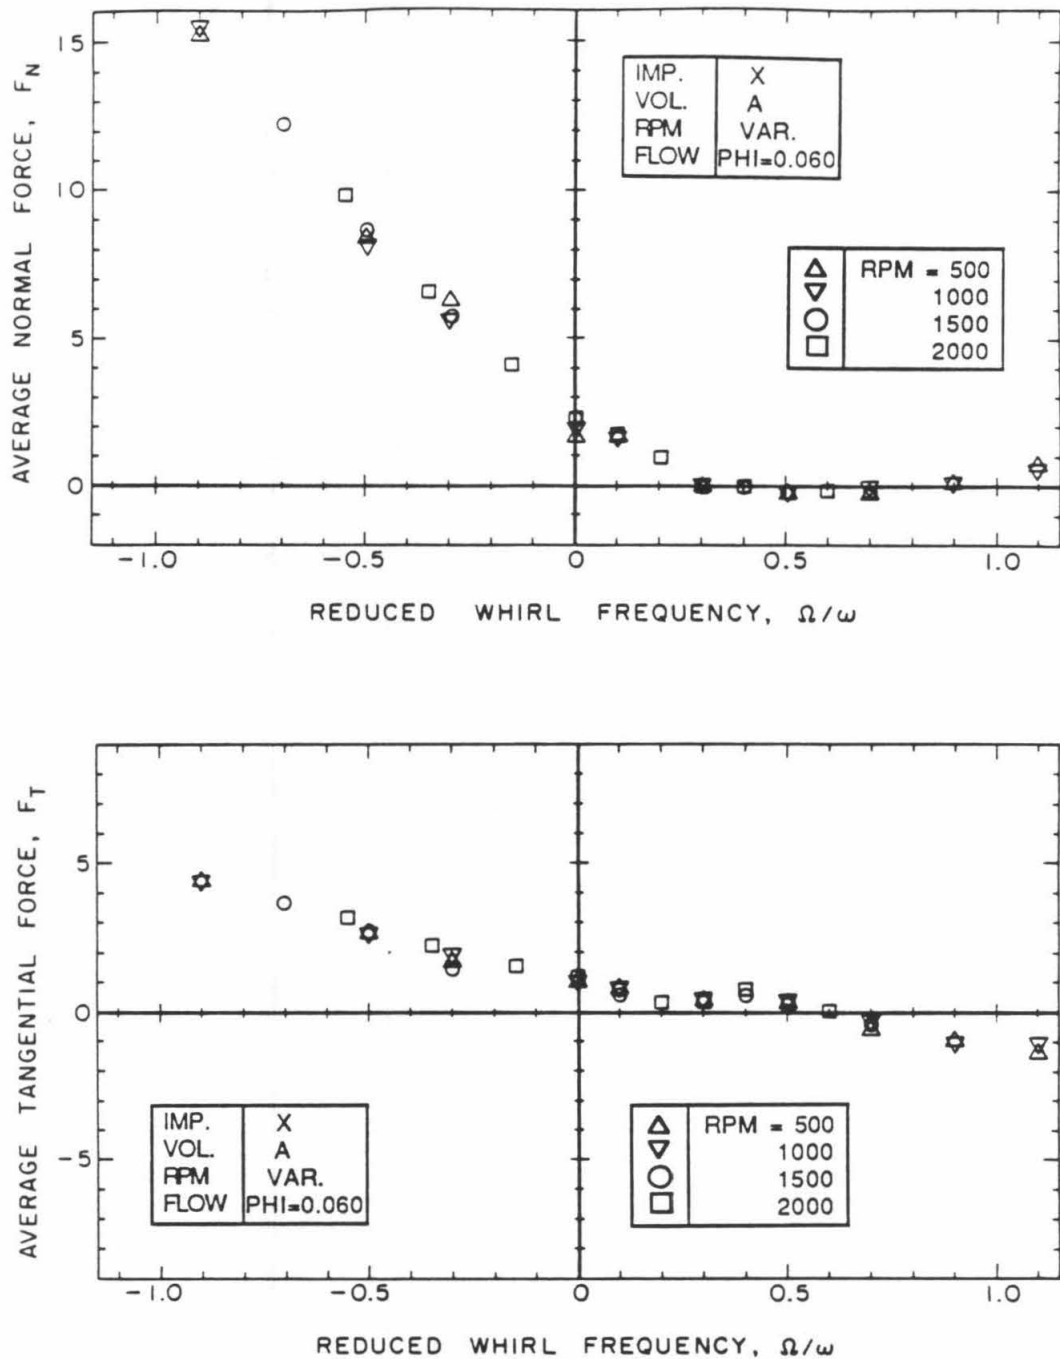 AVERAGE NORMAL FORCE, F_N
15
10
5
0
IMP. X
VOL. A
RPM VAR.
FLOW PHI=0.060
△ RPM = 500
▽ 1000
○ 1500
□ 2000
-1.0 -0.5 0 0.5 1.0
REDUCED WHIRL FREQUENCY, Ω/ω
AVERAGE TANGENTIAL FORCE, F_T
5
0
-5
IMP. X
VOL. A
RPM VAR.
FLOW PHI=0.060
△ RPM = 500
▽ 1000
○ 1500
□ 2000
-1.0 -0.5 0 0.5 1.0
REDUCED WHIRL FREQUENCY, Ω/ω